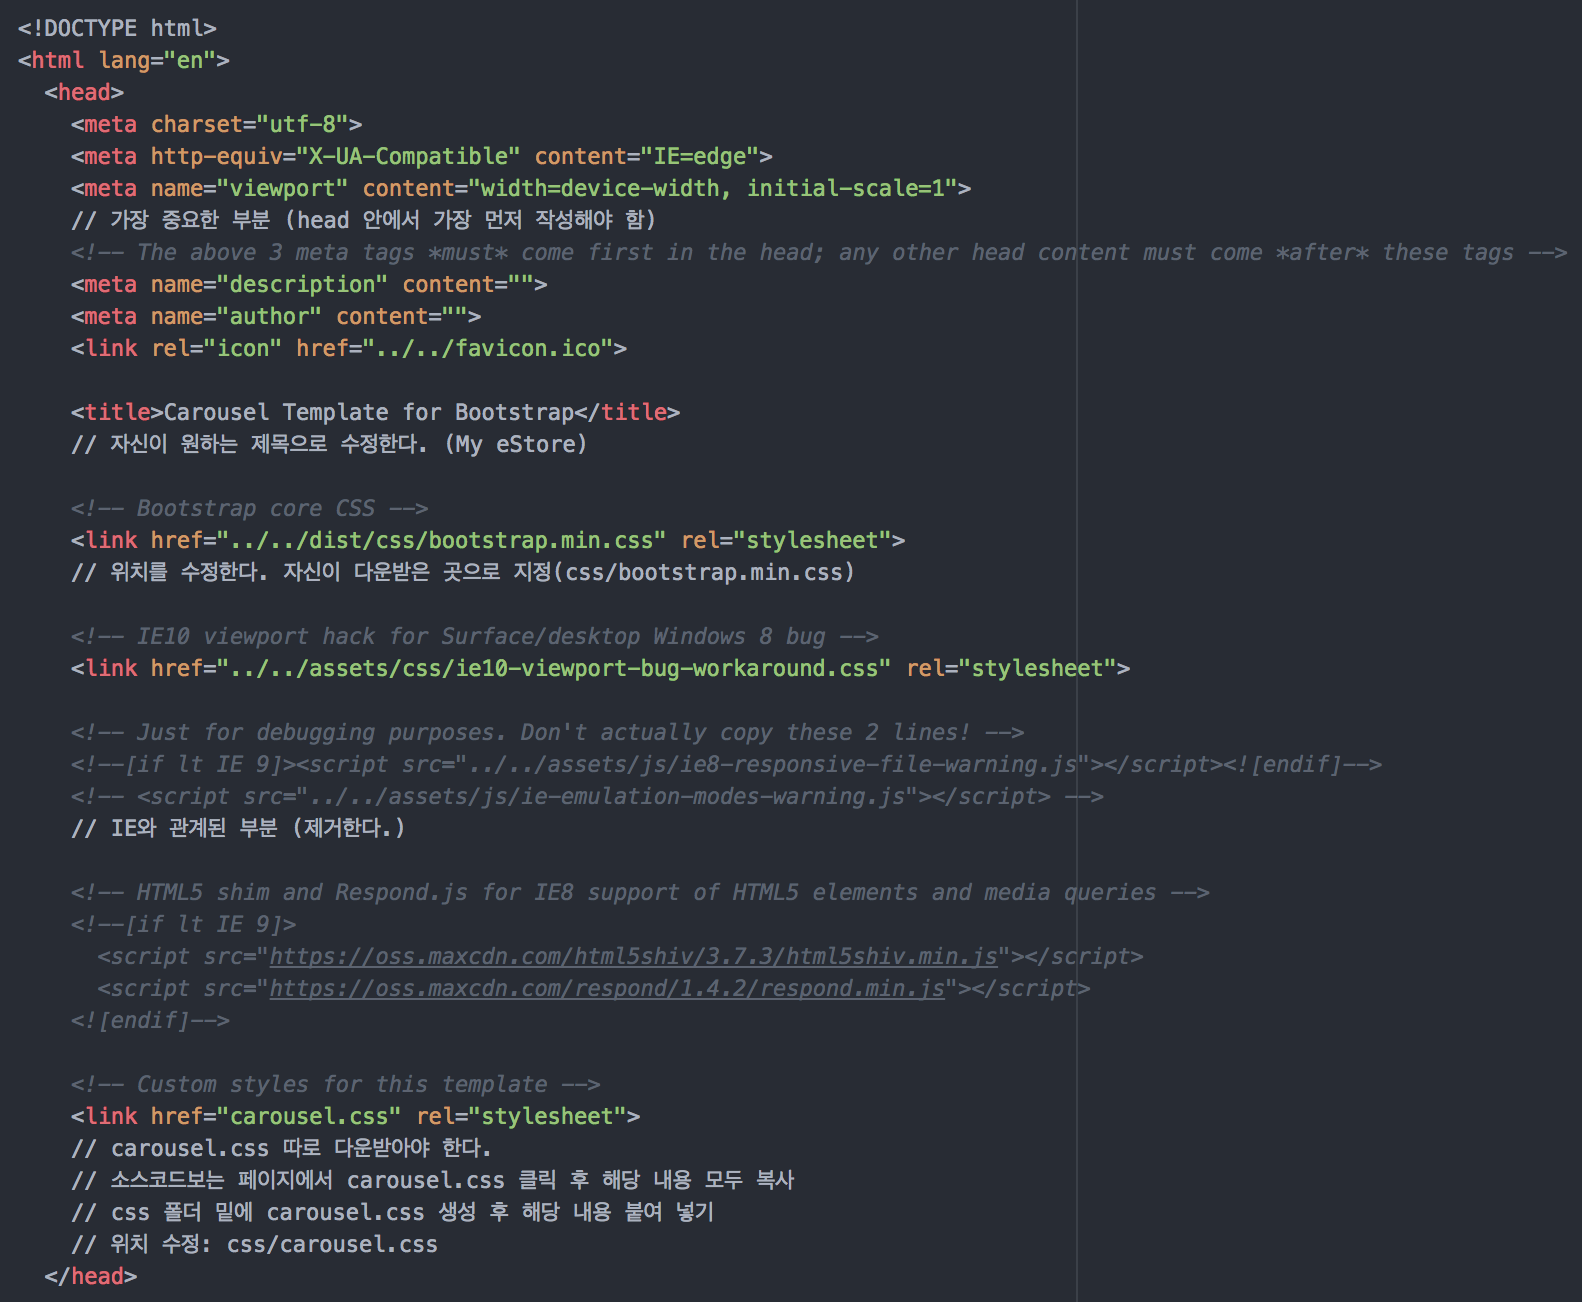 <!DOCTYPE html>
<html lang="en">
  <head>
    <meta charset="utf-8">
    <meta http-equiv="X-UA-Compatible" content="IE=edge">
    <meta name="viewport" content="width=device-width, initial-scale=1">
    // 가장 중요한 부분 (head 안에서 가장 먼저 작성해야 함)
    <!-- The above 3 meta tags *must* come first in the head; any other head content must come *after* these tags -->
    <meta name="description" content="">
    <meta name="author" content="">
    <link rel="icon" href="../../favicon.ico">

    <title>Carousel Template for Bootstrap</title>
    // 자신이 원하는 제목으로 수정한다. (My eStore)

    <!-- Bootstrap core CSS -->
    <link href="../../dist/css/bootstrap.min.css" rel="stylesheet">
    // 위치를 수정한다. 자신이 다운받은 곳으로 지정(css/bootstrap.min.css)

    <!-- IE10 viewport hack for Surface/desktop Windows 8 bug -->
    <link href="../../assets/css/ie10-viewport-bug-workaround.css" rel="stylesheet">

    <!-- Just for debugging purposes. Don't actually copy these 2 lines! -->
    <!--[if lt IE 9]><script src="../../assets/js/ie8-responsive-file-warning.js"></script><![endif]-->
    <!-- <script src="../../assets/js/ie-emulation-modes-warning.js"></script> -->
    // IE와 관계된 부분 (제거한다.)

    <!-- HTML5 shim and Respond.js for IE8 support of HTML5 elements and media queries -->
    <!--[if lt IE 9]>
      <script src="https://oss.maxcdn.com/html5shiv/3.7.3/html5shiv.min.js"></script>
      <script src="https://oss.maxcdn.com/respond/1.4.2/respond.min.js"></script>
    <![endif]-->

    <!-- Custom styles for this template -->
    <link href="carousel.css" rel="stylesheet">
    // carousel.css 따로 다운받아야 한다.
    // 소스코드보는 페이지에서 carousel.css 클릭 후 해당 내용 모두 복사
    // css 폴더 밑에 carousel.css 생성 후 해당 내용 붙여 넣기
    // 위치 수정: css/carousel.css
  </head>